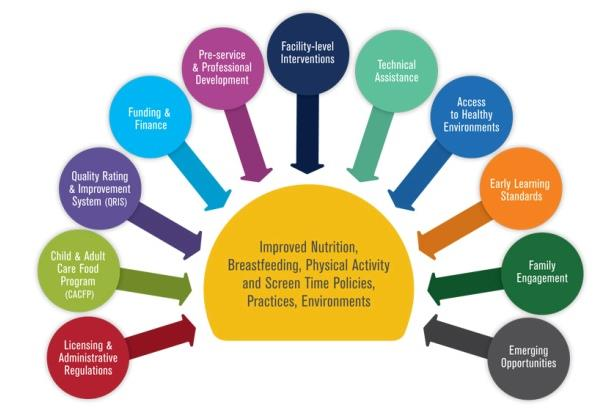 Facility-level
Interventions
Pre-service
& Professional
Development
Technical
Assistance
Funding &
Finance
Access
to Healthy
Environments
Quality Rating
& Improvement
System (QRIS)
Early Learning
Standards
Child & Adult
Care Food
Program
(CACFP)
Improved Nutrition,
Breastfeeding, Physical Activity
and Screen Time Policies,
Practices, Environments
Family
Engagement
Licensing &
Administrative
Regulations
Emerging
Opportunities